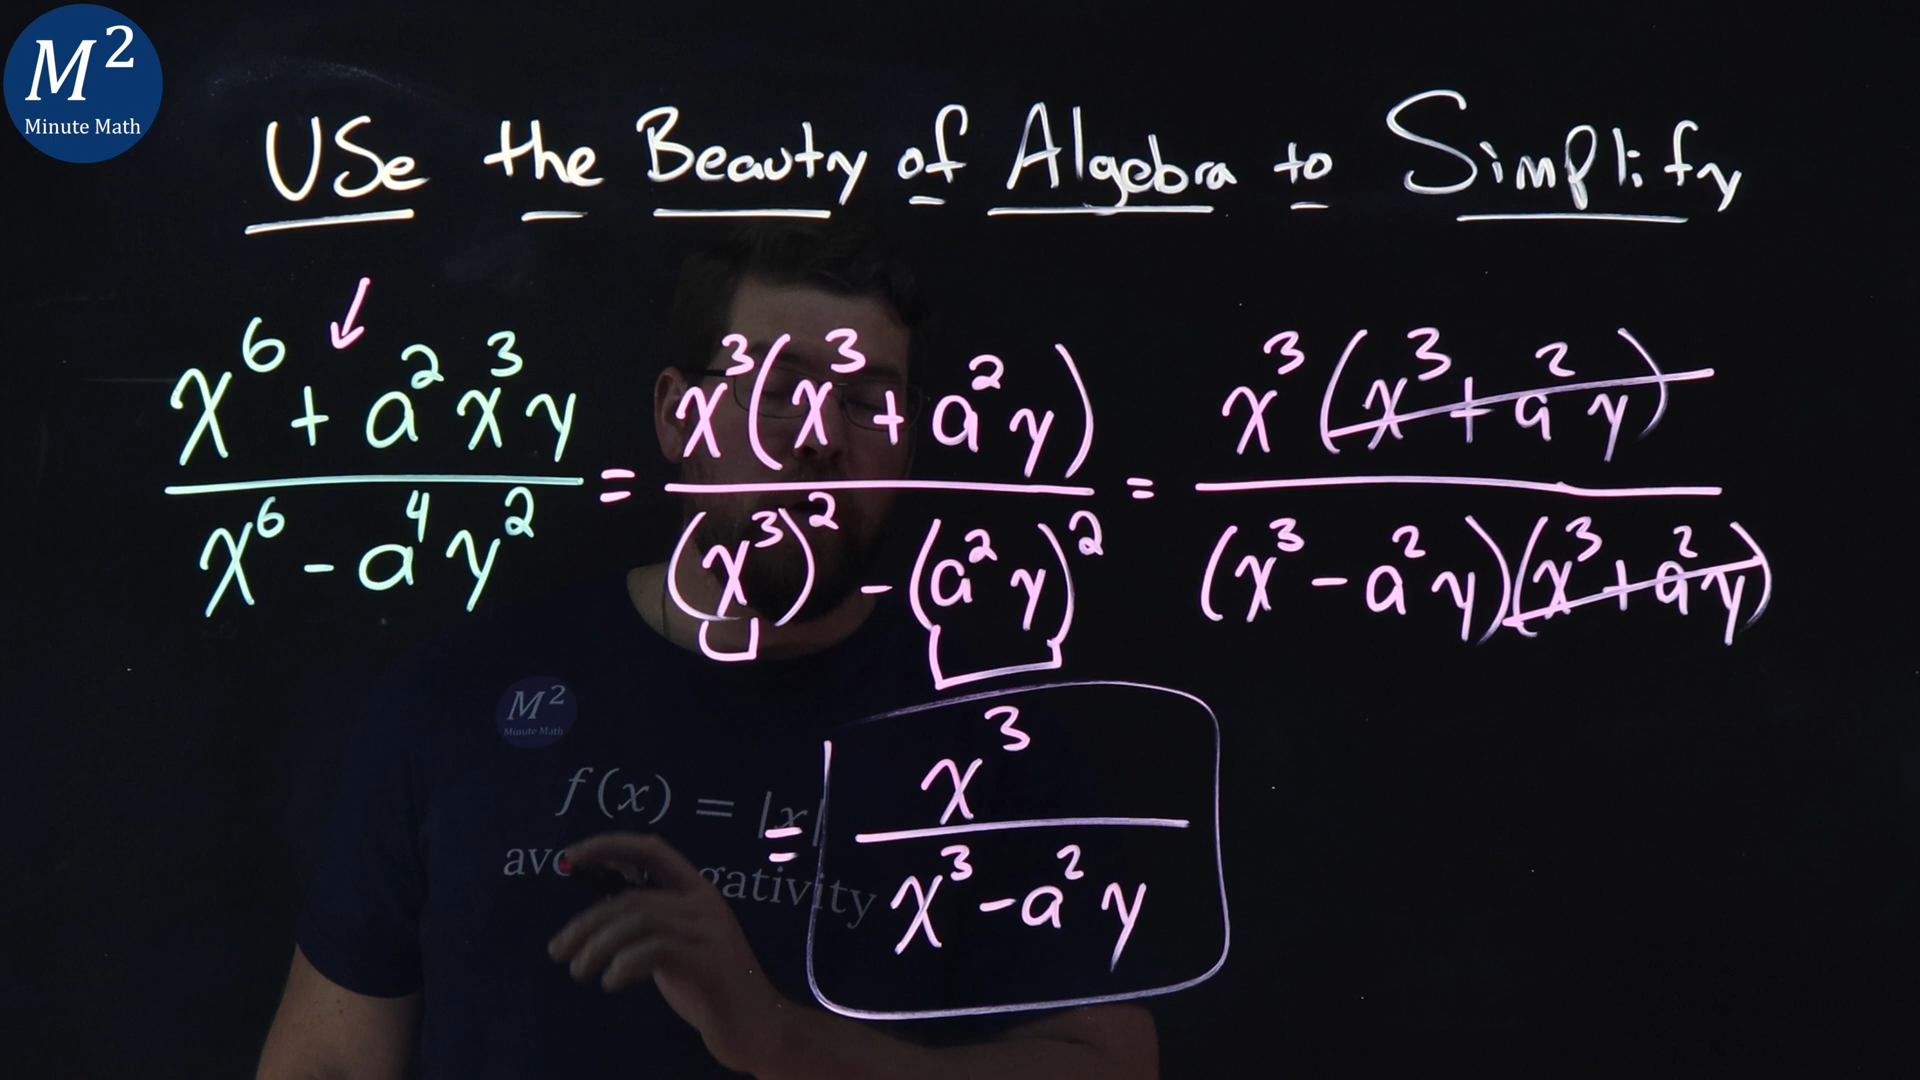 M²
Minute Math
USe the Beauty of Algebra to Simplify
x⁶ + a²x³y / x⁶ - a⁴y² = x³(x³ + a²y) / (x³)² - (a²y)² = x³(x³ + a²y) / (x³ - a²y)(x³ + a²y)
= x³ / x³ - a²y
M²
Minute Math
f(x) = |x|